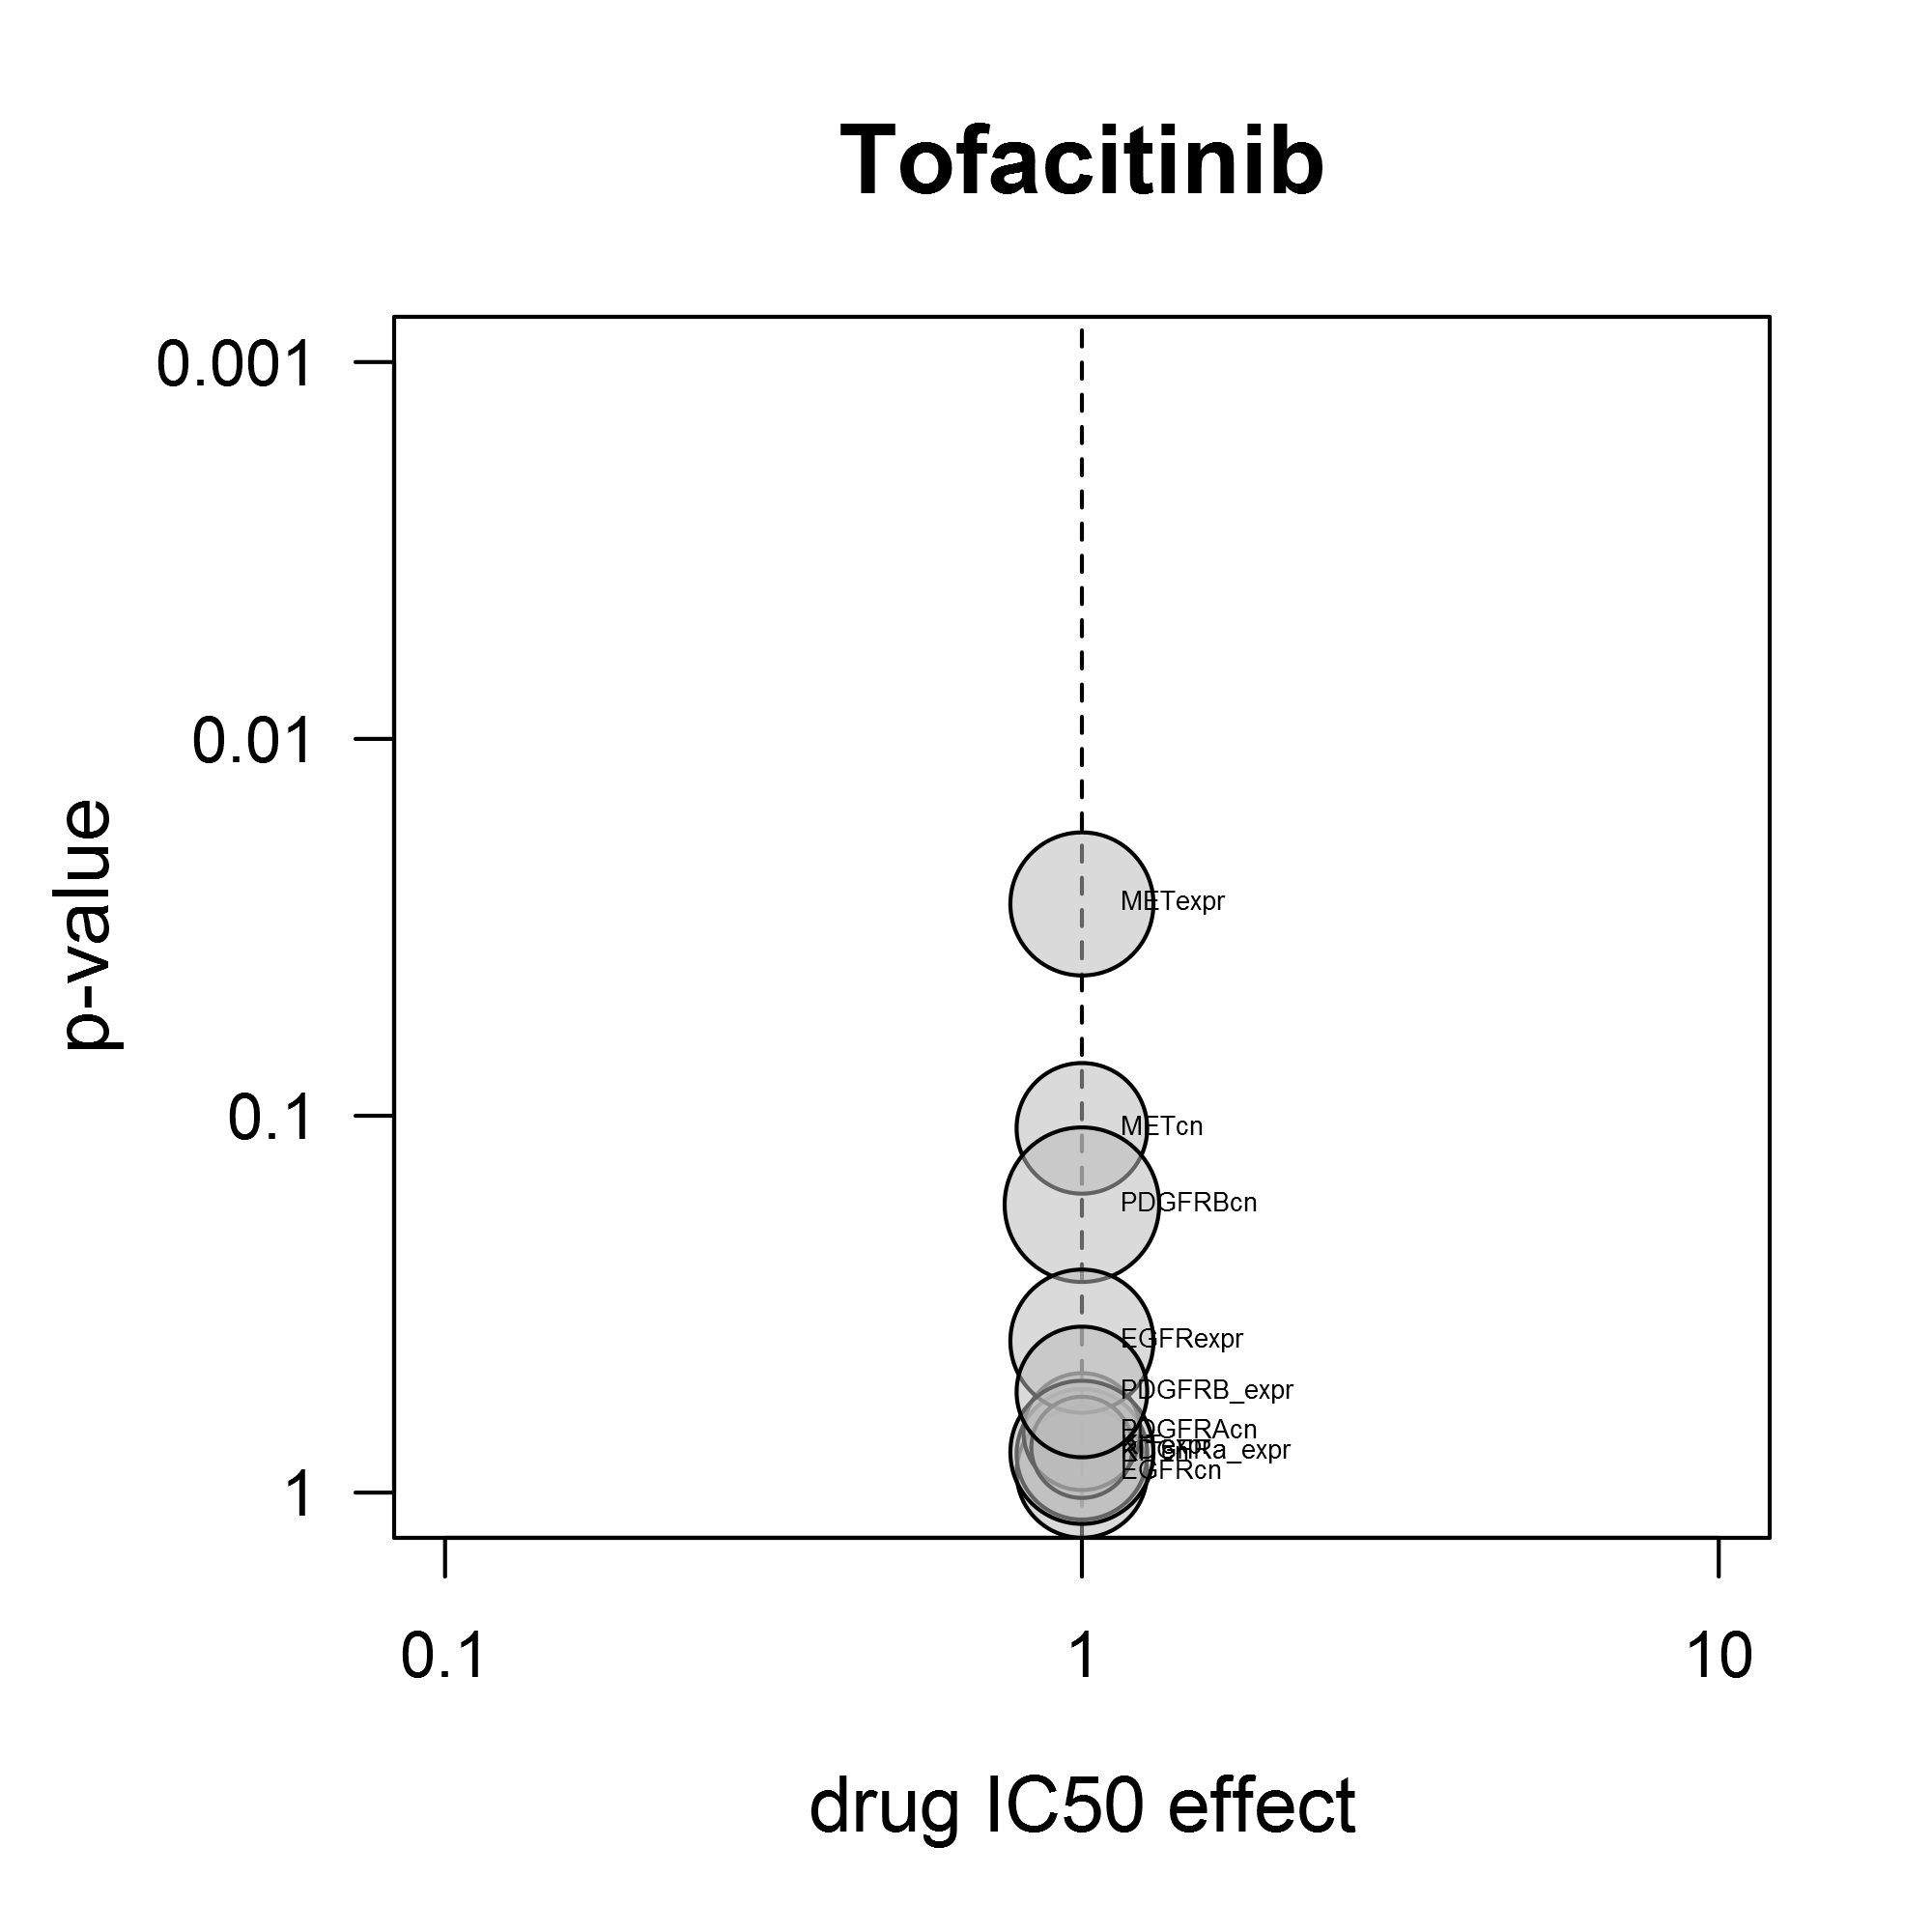 Tofacitinib
0.001
0.01
0.1
1
p-value
METexpr
METcn
PDGFRBcn
EGFRexpr
PDGFRB_expr
PDGFRAcn
EGFRcn
0.1
1
10
drug IC50 effect